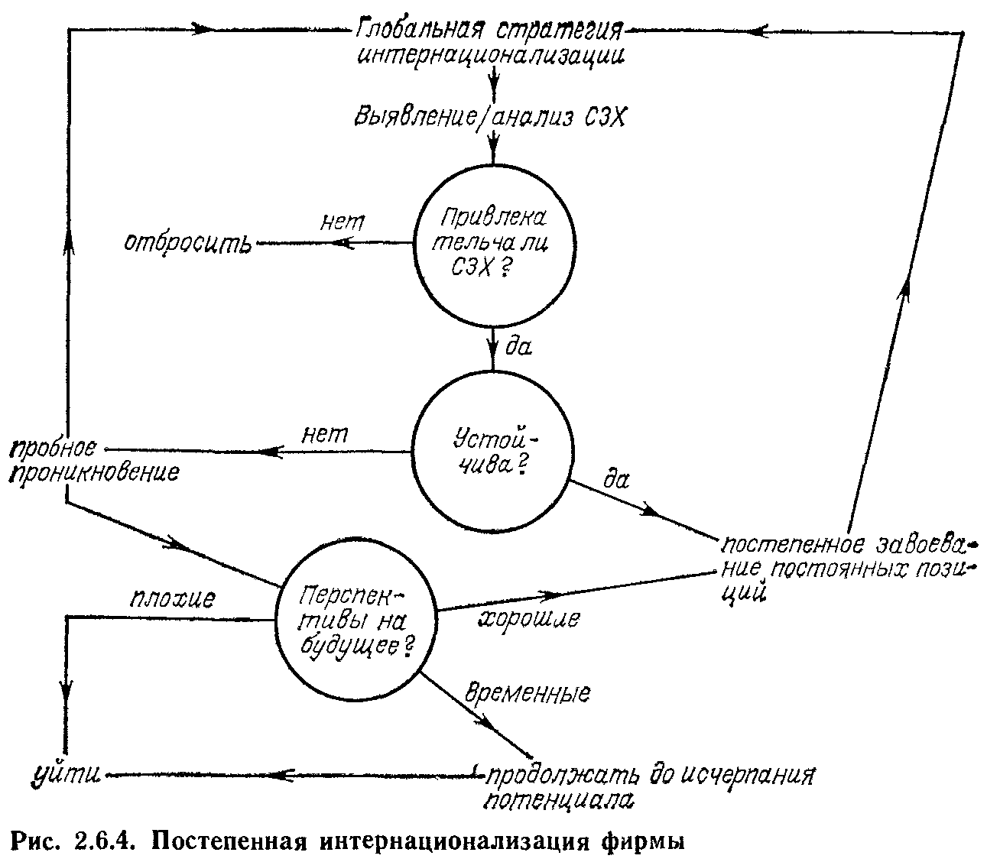 Глобальная стратегия
интернационализации
Выявление/анализ СЗХ
Привлека
тельча ли
СЗХ?
нет
отбросить
да
Устой-
чива?
нет
пробное
проникновение
да
постепенное завоева-
ние постоянных пози-
ций
Перспек-
тивы на
будущее?
плохие
хорошле
временные
уйти
продолжать до исчерпания
потенциала
Рис. 2.6.4. Постепенная интернационализация фирмы